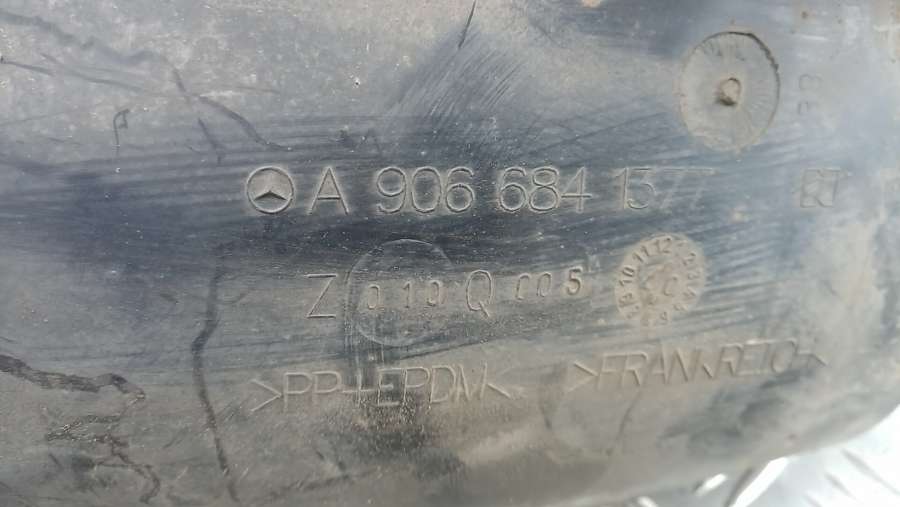 A 906 684 1377
Z 010 Q 005
>PP+EPDM<
>FRANKREICH<